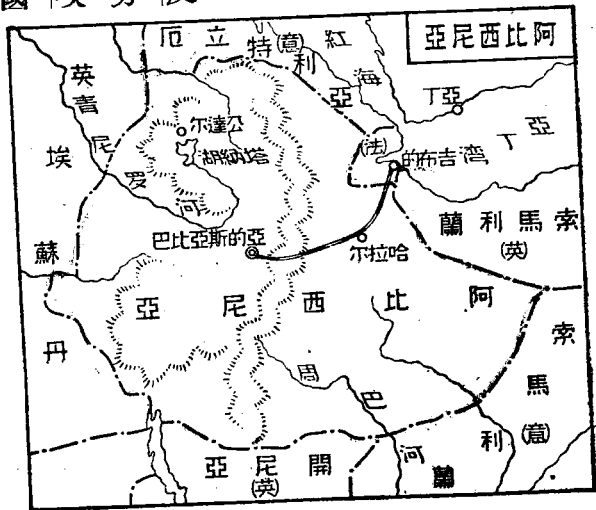 亞尼西比阿
厄立特利亞
(意)
紅海
亞丁
亞丁灣
英
埃
蘇丹
青尼罗河
尔達公
湖納塔
(法)
的布吉
巴比亞斯的亞
尔拉哈
蘭利馬索
(英)
亞尼西比阿
索馬利蘭
(意)
周巴河
亞尼開
(英)